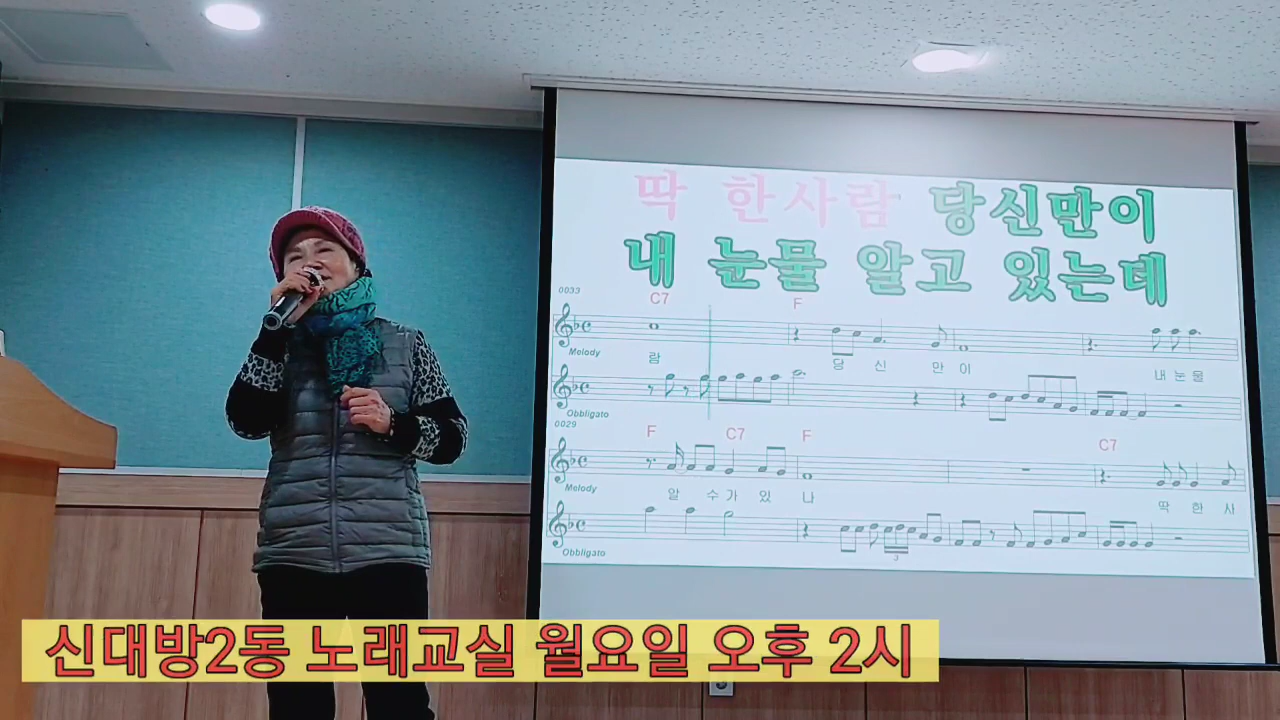 딱 한사람 당신만이
내 눈물 알고 있는데
0033
C7 F
Melody
람 당 신 만 이 내 눈 물
Obbligato
0029
F C7 F C7
Melody
알 수 가 있 나 딱 한 사
Obbligato
3
신대방2동 노래교실 월요일 오후 2시